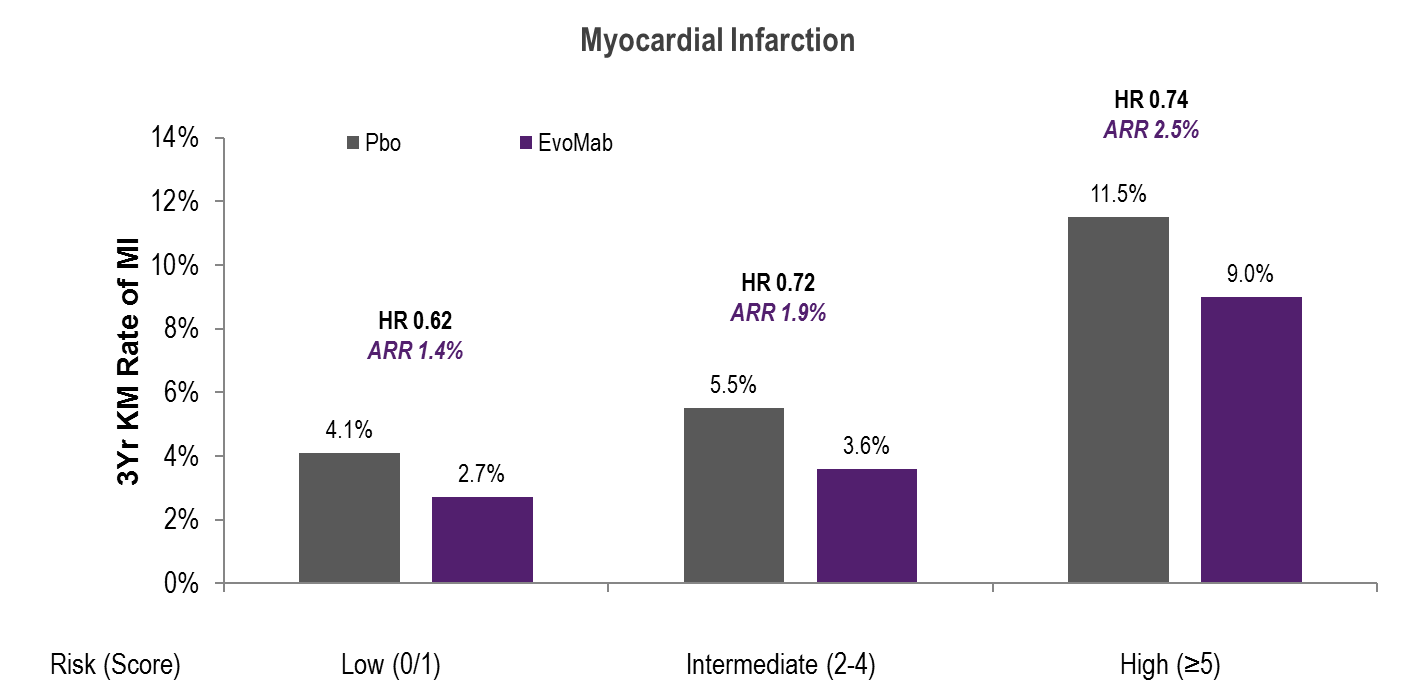 Myocardial Infarction
HR 0.74
ARR 2.5%
Pbo
EvoMab
HR 0.72
ARR 1.9%
HR 0.62
ARR 1.4%
3Yr KM Rate of MI
14%
12%
10%
8%
6%
4%
2%
0%
4.1%
2.7%
5.5%
3.6%
11.5%
9.0%
Risk (Score)
Low (0/1)
Intermediate (2-4)
High (≥5)